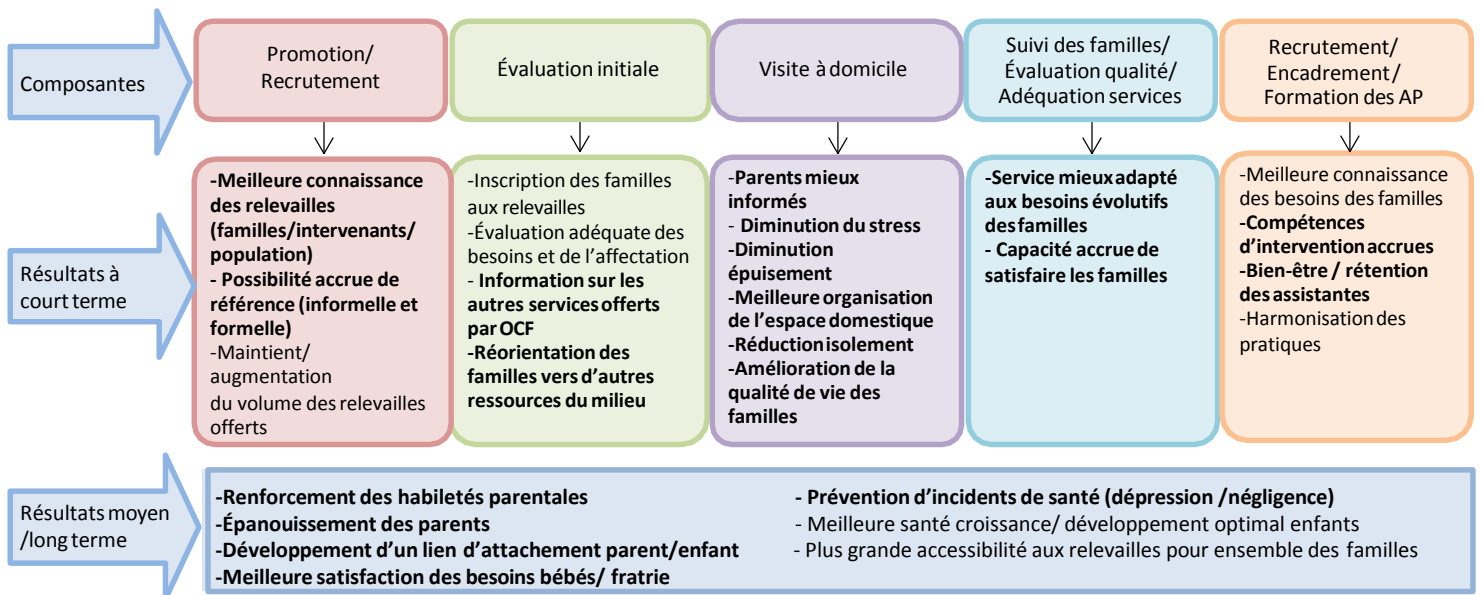 Composantes
Promotion/
Recrutement
Évaluation initiale
Visite à domicile
Suivi des familles/
Évaluation qualité/
Adéquation services
Recrutement/
Encadrement/
Formation des AP
Résultats à
court terme
-Meilleure connaissance
des relevailles
(familles/intervenants/
population)
- Possibilité accrue de
référence (informelle et
formelle)
-Maintient/
augmentation
du volume des relevailles
offerts
-Inscription des familles
aux relevailles
-Évaluation adéquate des
besoins et de l'affectation
- Information sur les
autres services offerts
par OCF
-Réorientation des
familles vers d'autres
ressources du milieu
-Parents mieux
informés
- Diminution du stress
-Diminution
épuisement
-Meilleure organisation
de l'espace domestique
-Réduction isolement
-Amélioration de la
qualité de vie des
familles
-Service mieux adapté
aux besoins évolutifs
des familles
- Capacité accrue de
satisfaire les familles
-Meilleure connaissance
des besoins des familles
-Compétences
d'intervention accrues
-Bien-être / rétention
des assistantes
-Harmonisation des
pratiques
Résultats moyen
/long terme
-Renforcement des habiletés parentales
-Épanouissement des parents
-Développement d'un lien d'attachement parent/enfant
-Meilleure satisfaction des besoins bébés/ fratrie
- Prévention d'incidents de santé (dépression /négligence)
- Meilleure santé croissance/ développement optimal enfants
- Plus grande accessibilité aux relevailles pour ensemble des familles